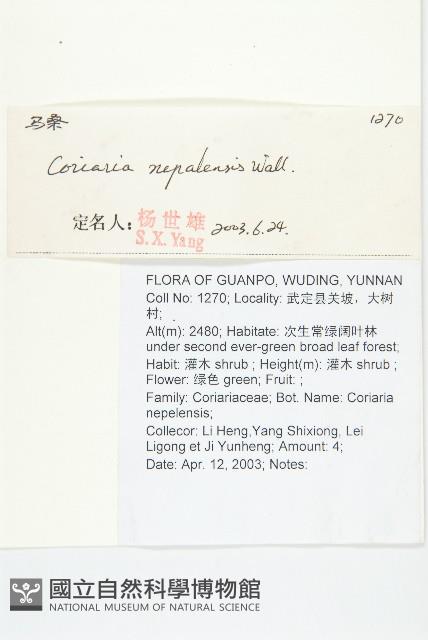 马桑 1270
Coriaria nepalensis Wall.
定名人: 杨世雄 2003.6.24.
S.X. Yang
FLORA OF GUANPO, WUDING, YUNNAN
Coll No: 1270; Locality: 武定县关坡，大树
村;
Alt(m): 2480; Habitate: 次生常绿阔叶林
under second ever-green broad leaf forest;
Habit: 灌木 shrub ; Height(m): 灌木 shrub ;
Flower: 绿色 green; Fruit: ;
Family: Coriariaceae; Bot. Name: Coriaria
nepelensis;
Collecor: Li Heng,Yang Shixiong, Lei
Ligong et Ji Yunheng; Amount: 4;
Date: Apr. 12, 2003; Notes:
國立自然科學博物館
NATIONAL MUSEUM OF NATURAL SCIENCE